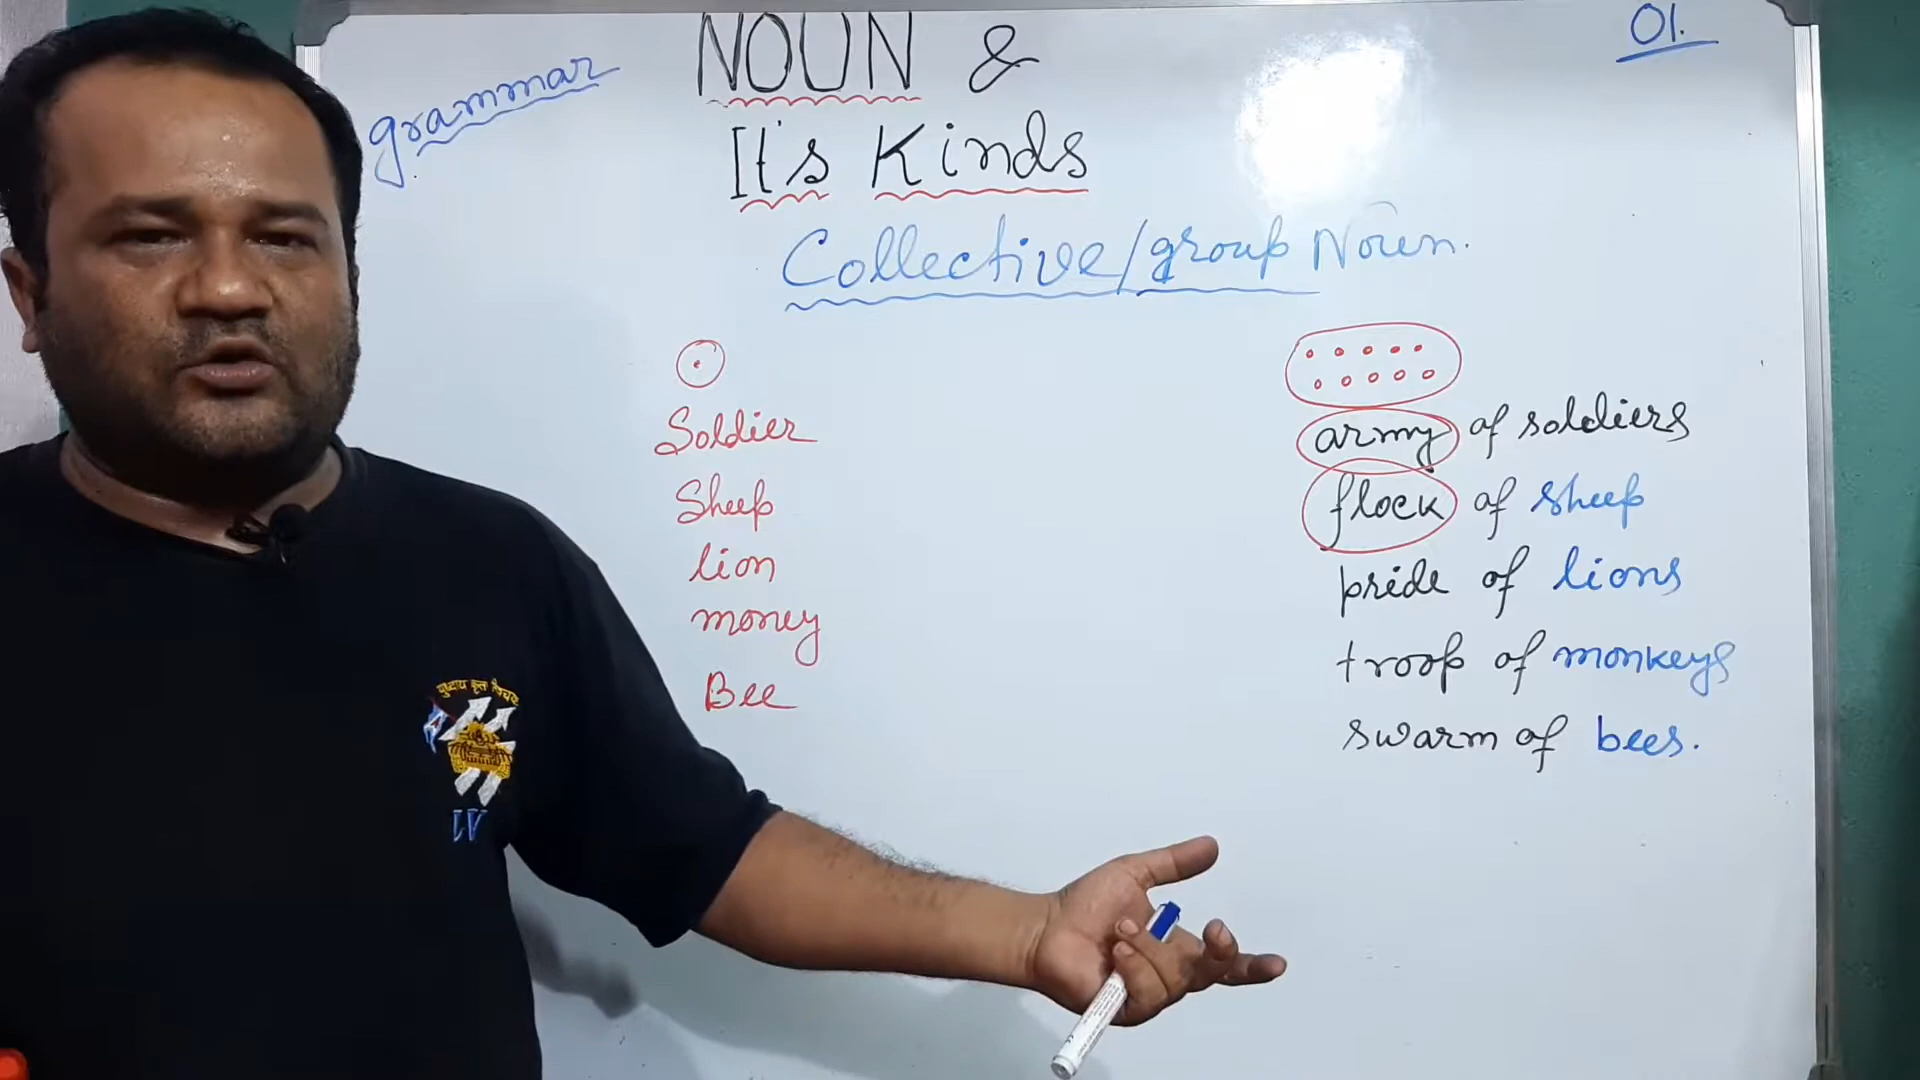 grammar
NOUN &
It's Kinds
01.
Collective/group Noun.
Soldier
Sheep
lion
money
Bee
army of soldiers
flock of sheep
pride of lions
troop of monkeys
swarm of bees.